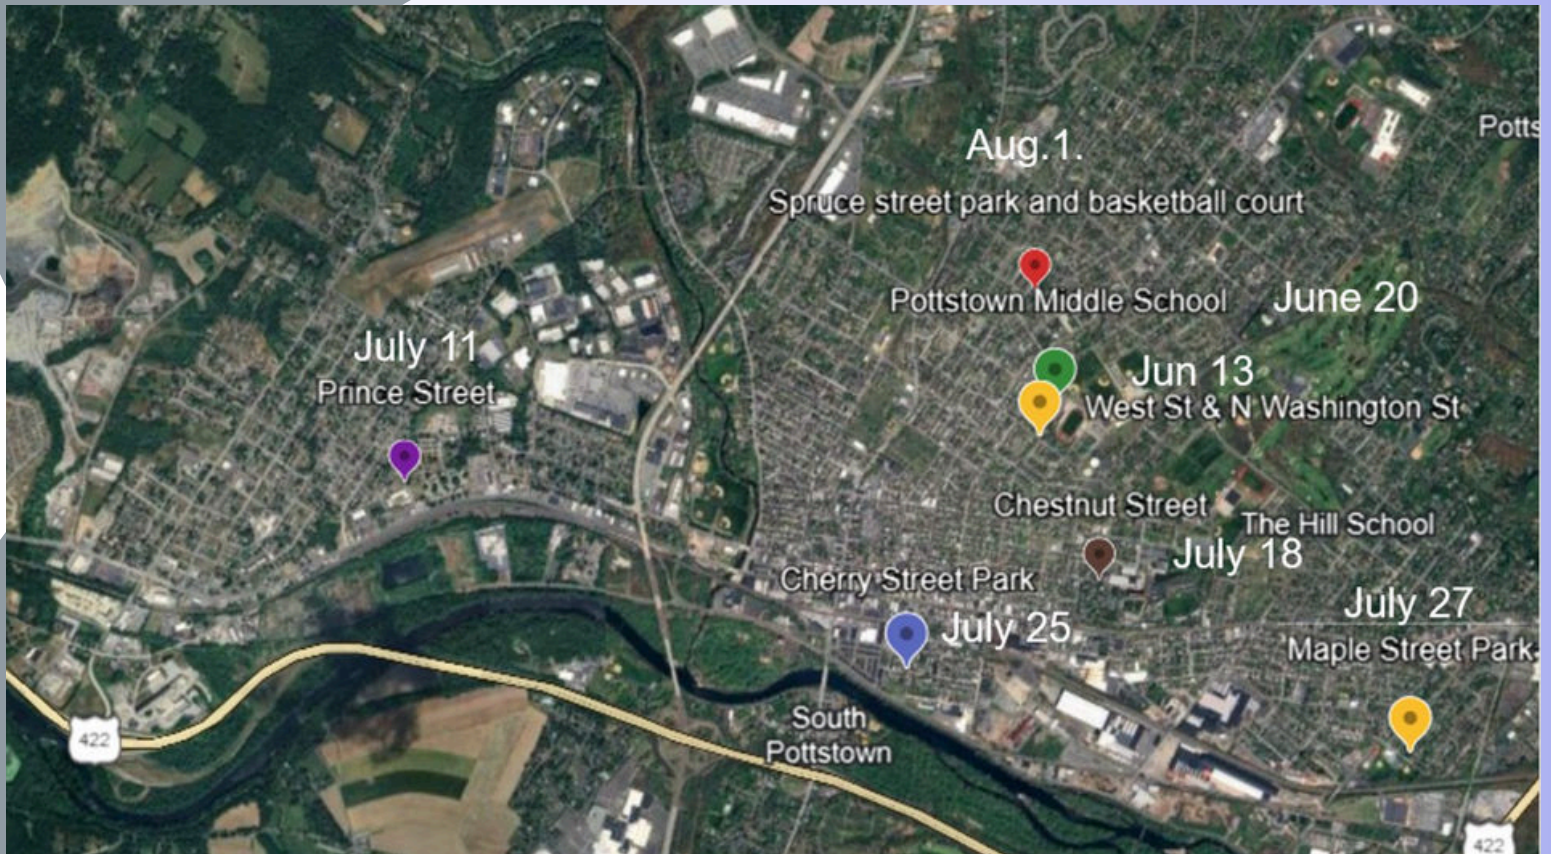 Potts
Aug.1.
Spruce street park and basketball court
Pottstown Middle School
June 20
July 11
Prince Street
Jun 13
West St & N Washington St
Chestnut Street
The Hill School
July 18
Cherry Street Park
July 25
July 27
Maple Street Park
South
Pottstown
422
422